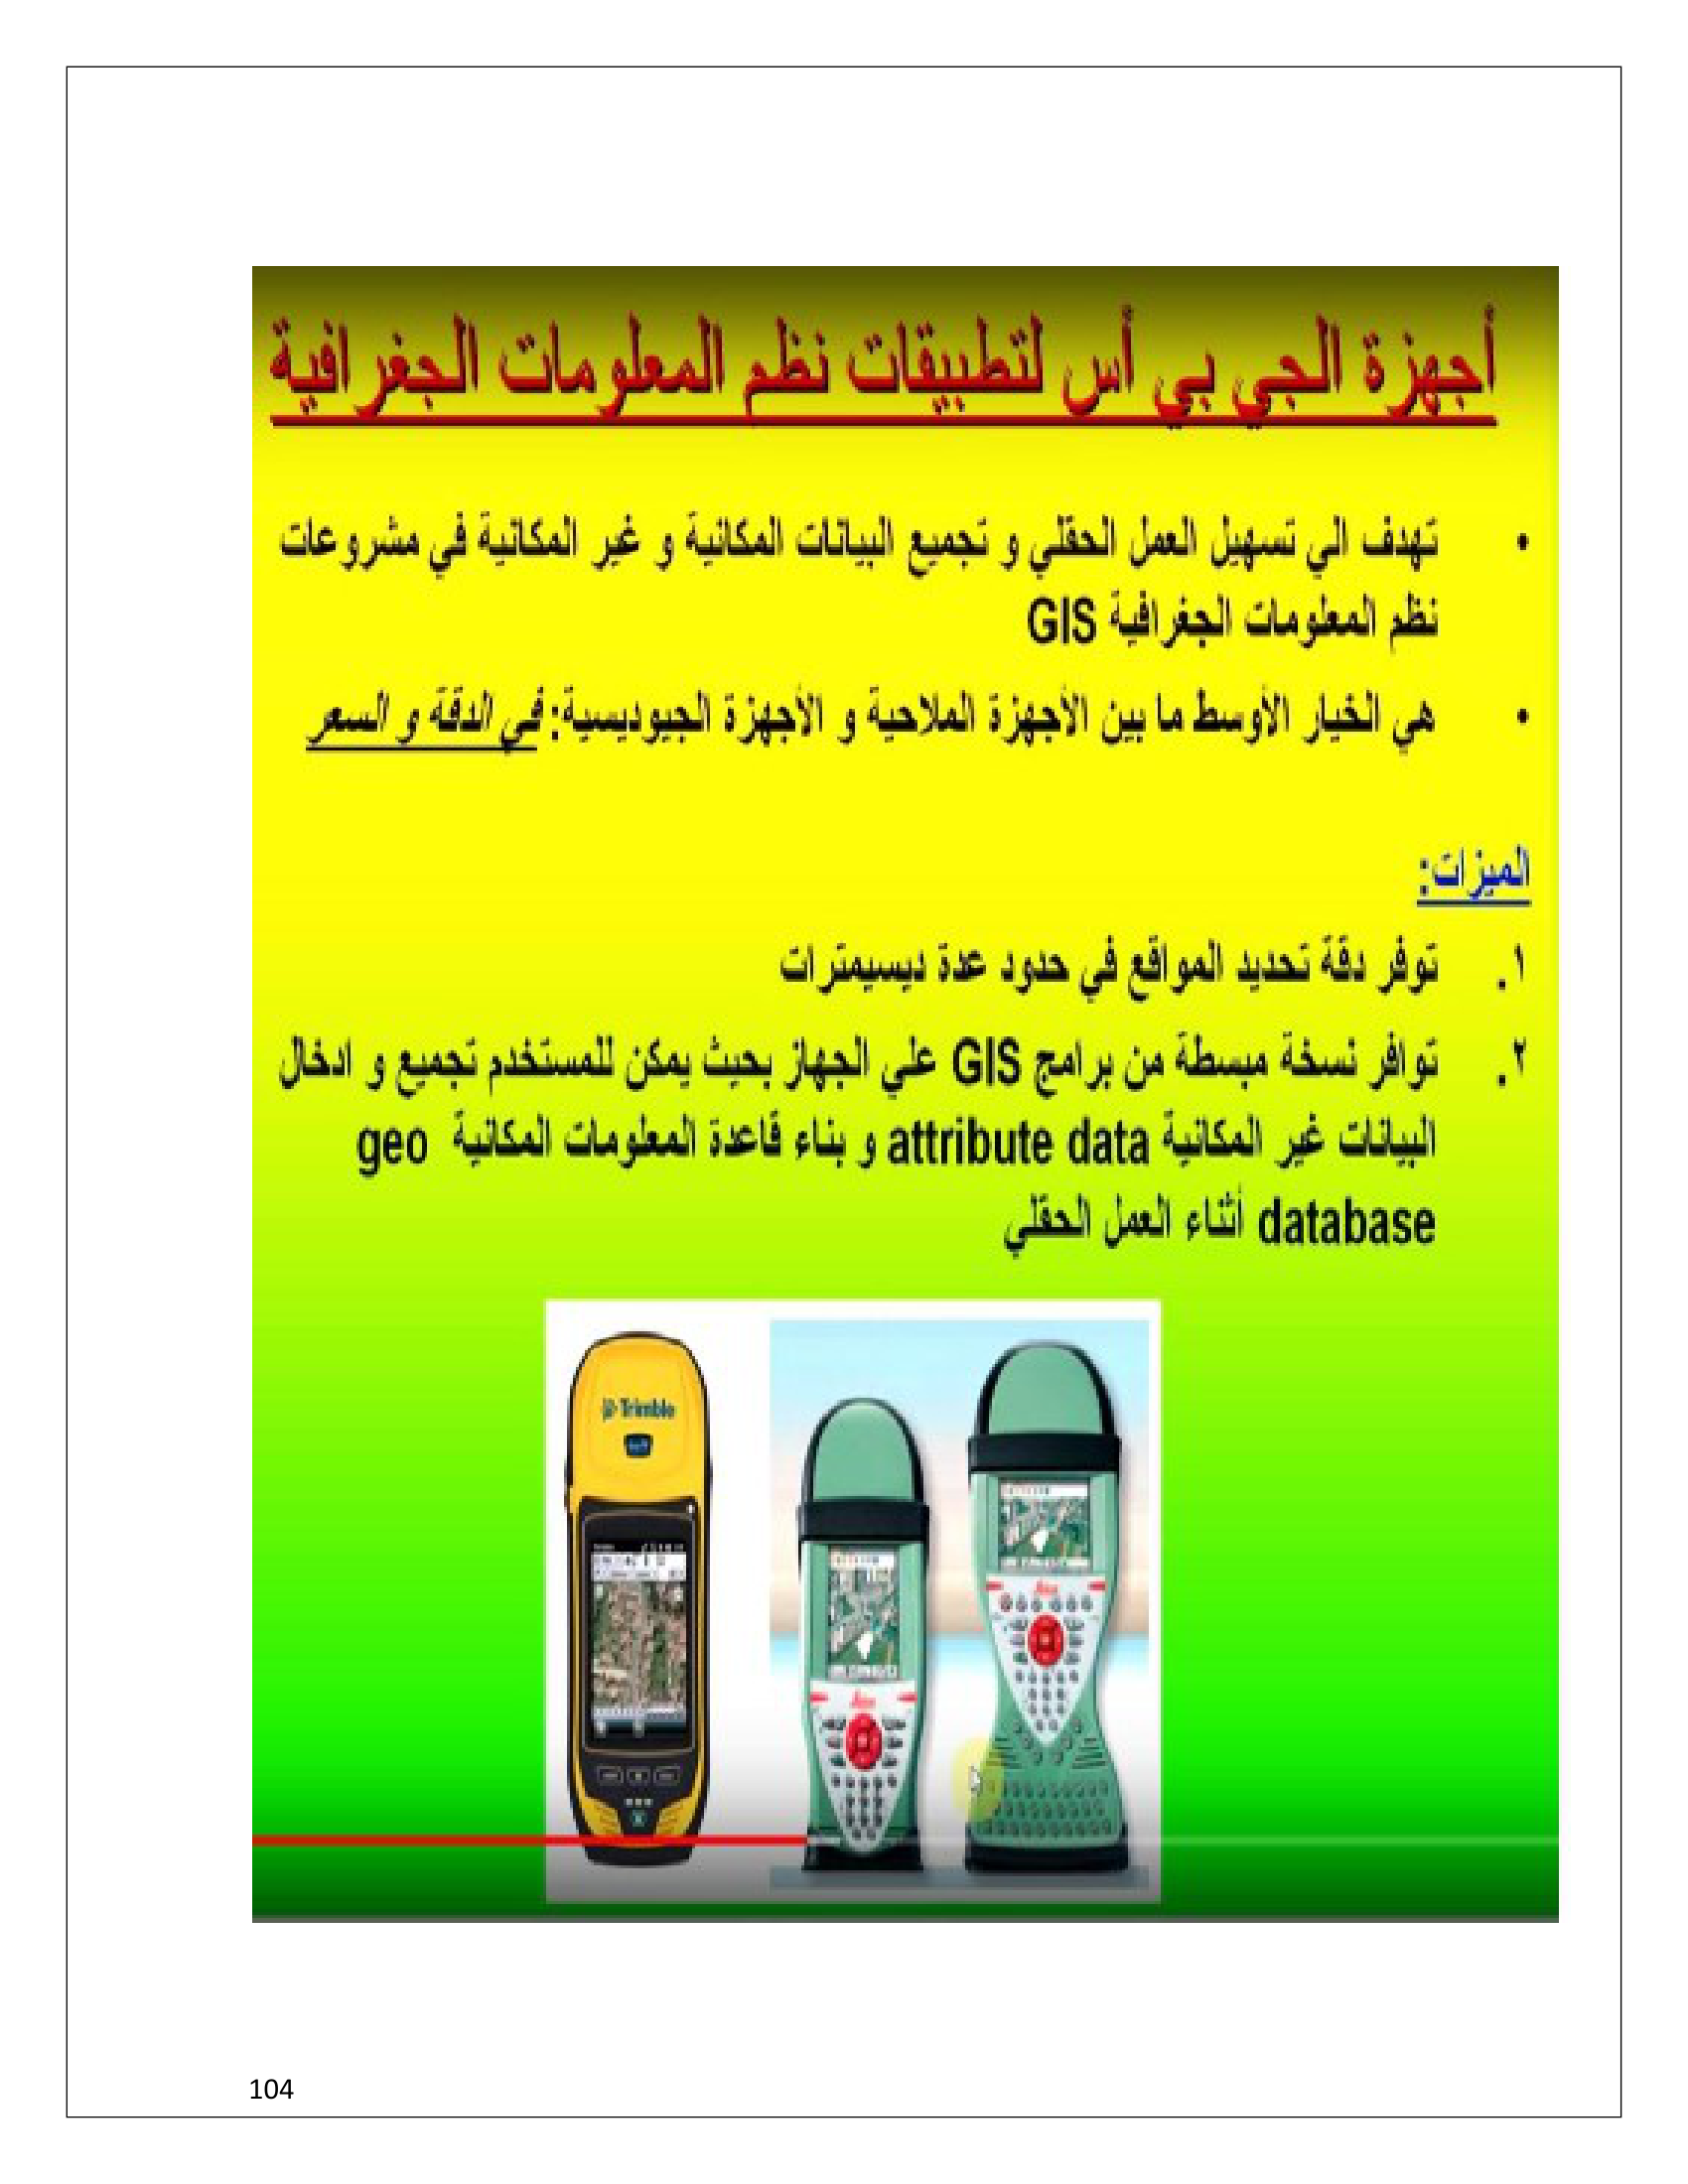 أجهزة الجي بي أس لتطبيقات نظم المعلومات الجغرافية
• تهدف الي تسهيل العمل الحقلي و تجميع البيانات المكانية و غير المكانية في مشروعات
نظم المعلومات الجغرافية GIS
• هي الخيار الأوسط ما بين الأجهزة الملاحية و الأجهزة الجيوديسية: في الدقة و السعر
الميزات:
١. توفر دقة تحديد المواقع في حدود عدة ديسيمترات
٢. توافر نسخة مبسطة من برامج GIS علي الجهاز بحيث يمكن للمستخدم تجميع و ادخال
البيانات غير المكانية attribute data و بناء قاعدة المعلومات المكانية geo
database أثناء العمل الحقلي
Trimble
Leica
Leica
104